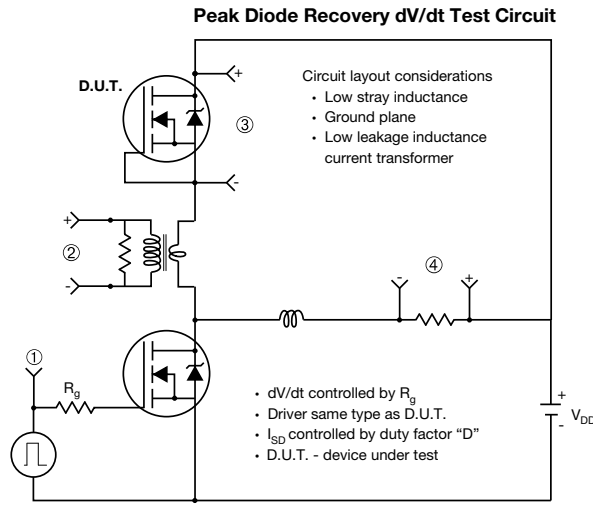 Peak Diode Recovery dV/dt Test Circuit
D.U.T.
+
Circuit layout considerations
• Low stray inductance
• Ground plane
• Low leakage inductance
current transformer
③
-
+
②
-
④
-
+
①
Rg
• dV/dt controlled by Rg
• Driver same type as D.U.T.
• ISD controlled by duty factor “D”
• D.U.T. - device under test
+
VDD
-